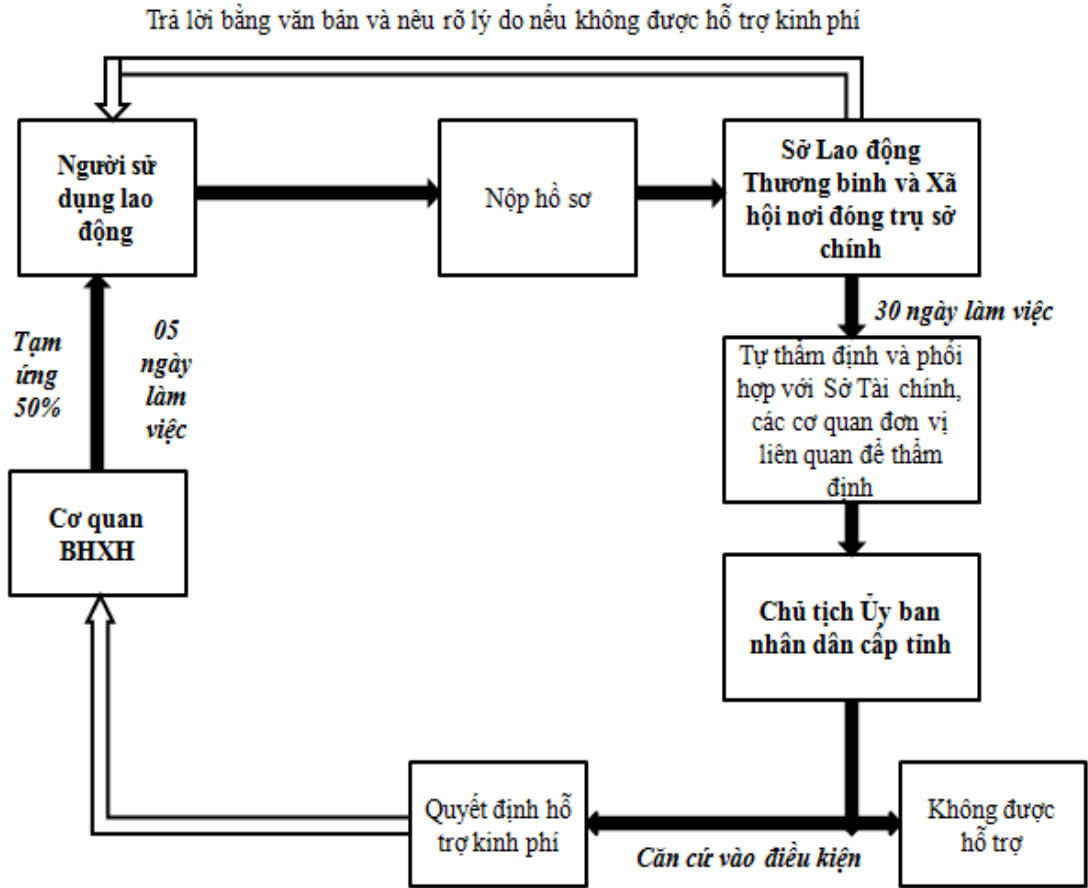 Trả lời bằng văn bản và nêu rõ lý do nếu không được hỗ trợ kinh phí
Người sử
dụng lao
động
Nộp hồ sơ
Sở Lao động
Thương binh và Xã
hội nơi đóng trụ sở
chính
30 ngày làm việc
Tự thẩm định và phối
hợp với Sở Tài chính,
các cơ quan đơn vị
liên quan để thẩm
định
Chủ tịch Ủy ban
nhân dân cấp tỉnh
Căn cứ vào điều kiện
Không được
hỗ trợ
Quyết định hỗ
trợ kinh phí
Cơ quan
BHXH
Tạm
ứng
50%
05
ngày
làm
việc